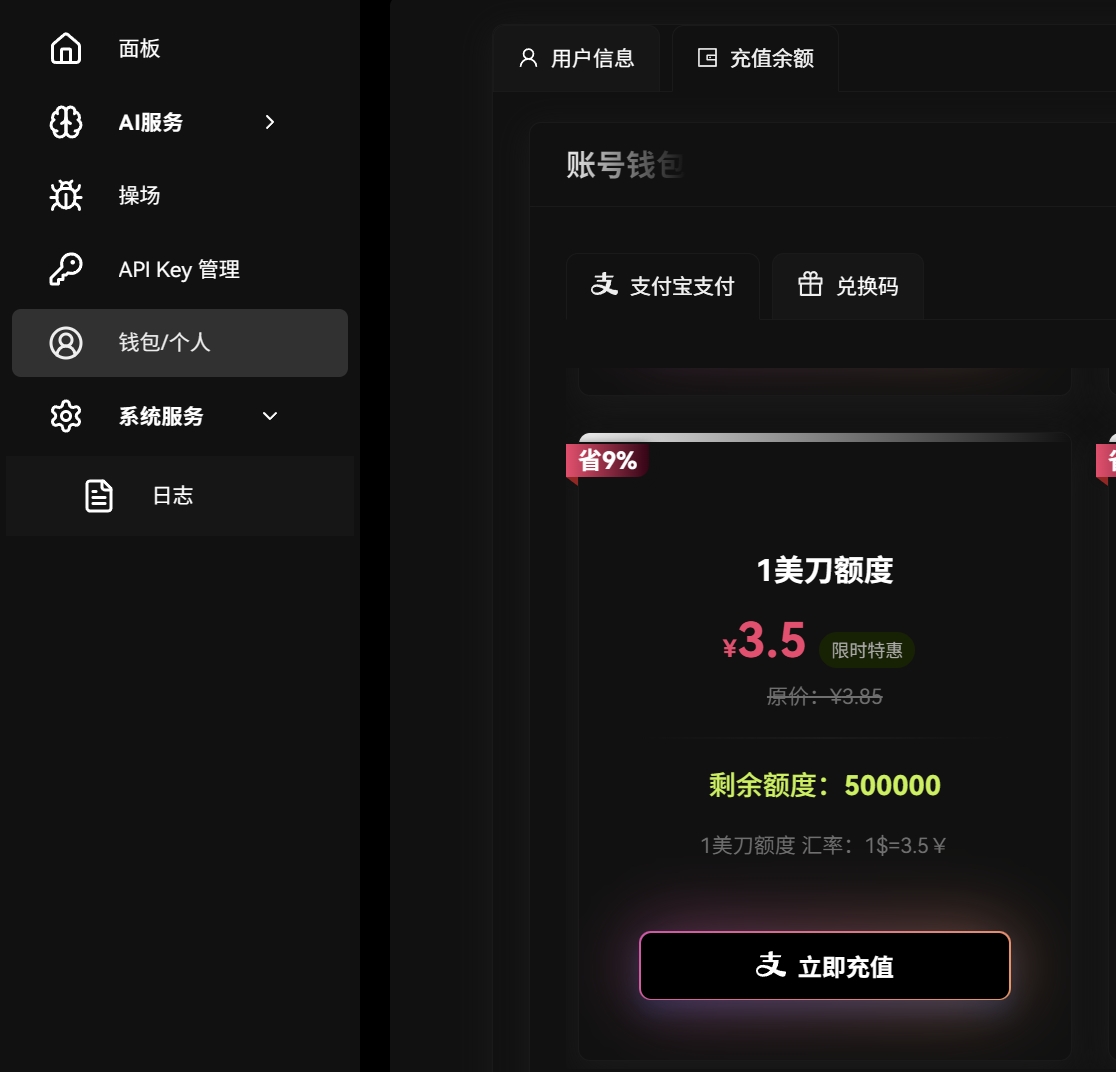 面板
AI服务
操场
API Key 管理
钱包/个人
系统服务
日志
用户信息
充值余额
账号钱包
支付宝支付
兑换码
省9%
1美刀额度
¥3.5 限时特惠
原价：¥3.85
剩余额度：500000
1美刀额度 汇率：1$=3.5￥
支 立即充值